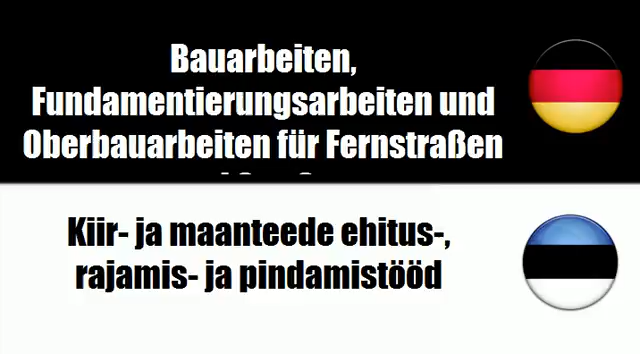 Bauarbeiten,
Fundamentierungsarbeiten und
Oberbauarbeiten für Fernstraßen
Kiir- ja maanteede ehitus-,
rajamis- ja pindamistööd